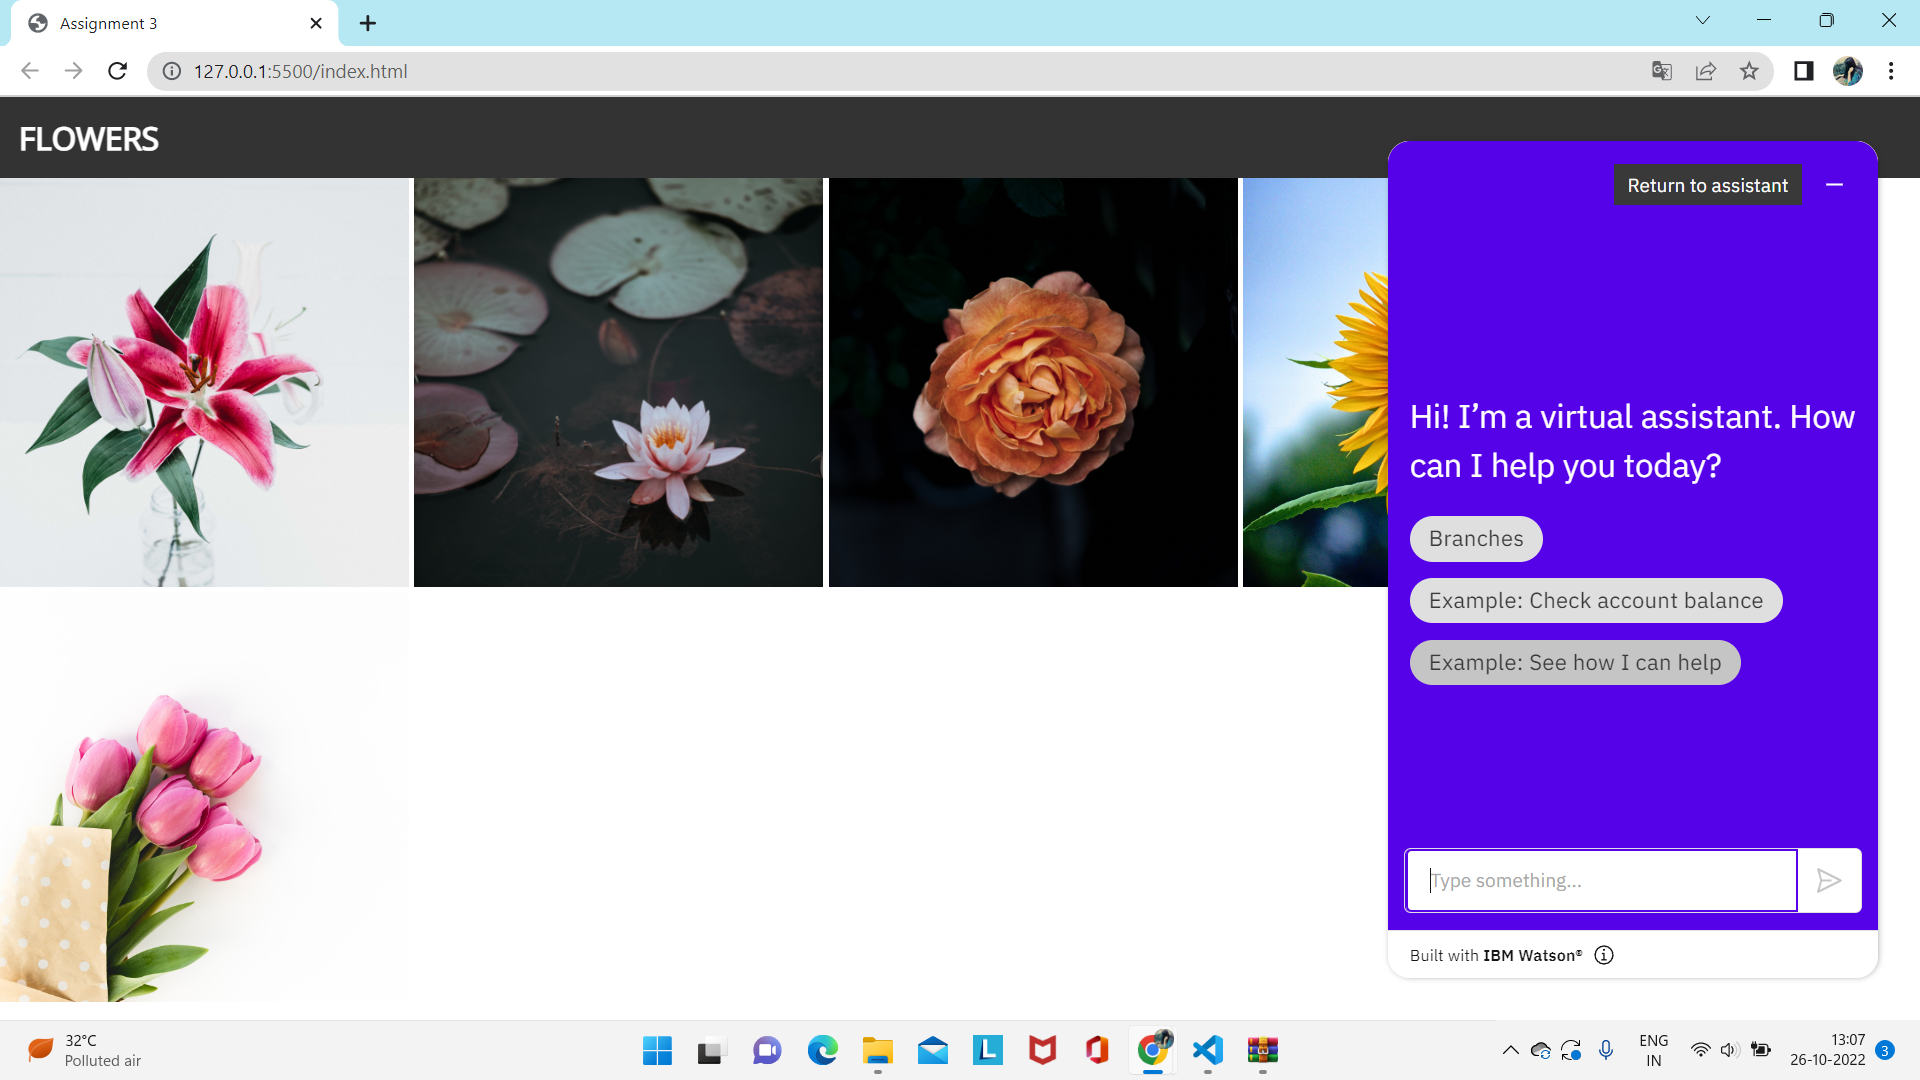 Assignment 3
127.0.0.1:5500/index.html
FLOWERS
Return to assistant
Hi! I’m a virtual assistant. How
can I help you today?
Branches
Example: Check account balance
Example: See how I can help
Type something...
Built with IBM Watson®
32°C
Polluted air
ENG
IN
13:07
26-10-2022
3